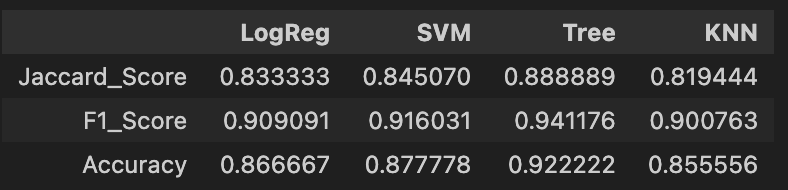 LogReg SVM Tree KNN
Jaccard_Score 0.833333 0.845070 0.888889 0.819444
F1_Score 0.909091 0.916031 0.941176 0.900763
Accuracy 0.866667 0.877778 0.922222 0.855556